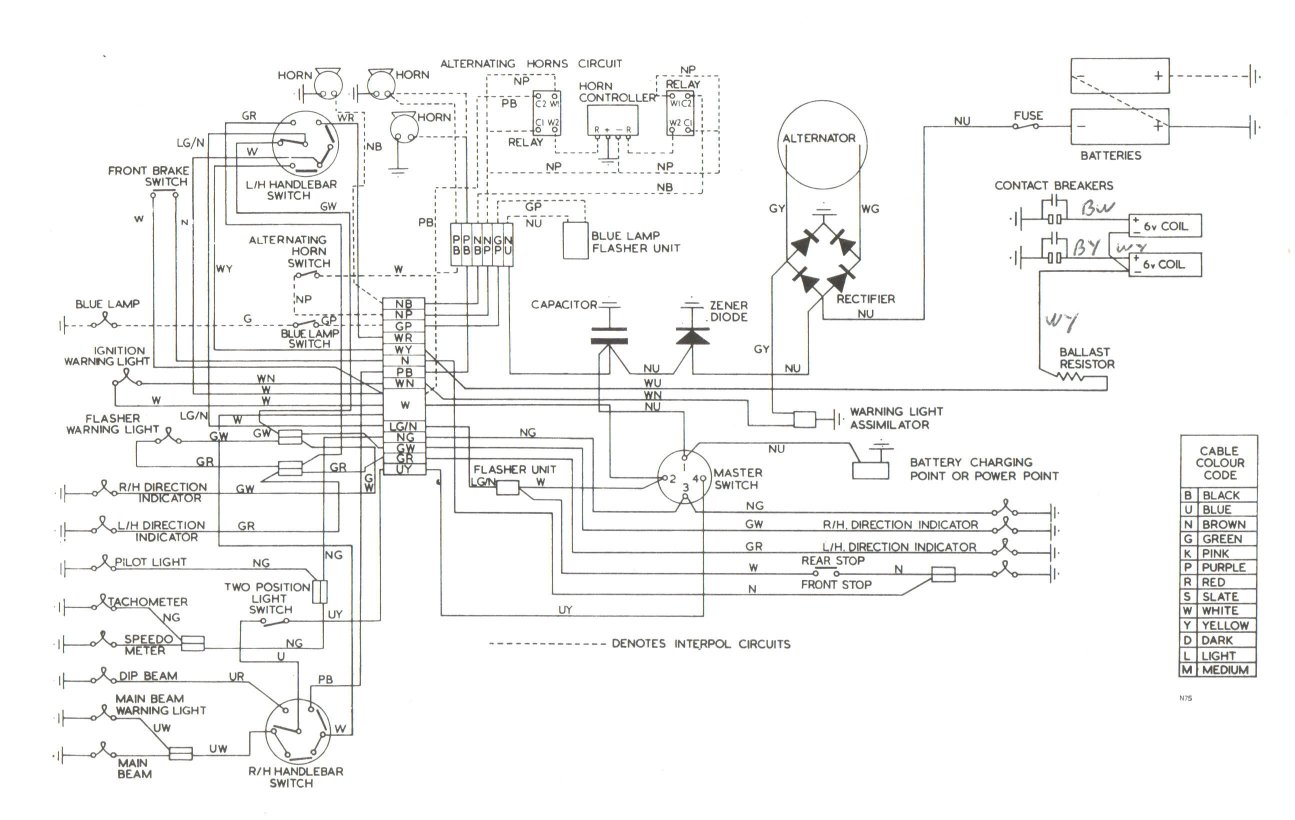 ALTERNATING HORNS CIRCUIT
HORN
HORN
HORN
GR
WR
LG/N
W
NB
FRONT BRAKE
SWITCH
L/H HANDLEBAR
SWITCH
GW
W
N
WY
NP
PB
C2 W1
C1 W2
RELAY
HORN
CONTROLLER
R + − R
NP
RELAY
W1 C2
W2 C1
NP
NP
NB
PB
GP
NU
PB
PB
NB
NP
GP
NU
BLUE LAMP
FLASHER UNIT
ALTERNATING
HORN
SWITCH
W
NP
BLUE LAMP
G
GP
BLUE LAMP
SWITCH
ALTERNATOR
GY
WG
RECTIFIER
NU
NU
FUSE
− +
− +
BATTERIES
CONTACT BREAKERS
BW
+
−
6v COIL
BY
WY
+
−
6v COIL
WY
BALLAST
RESISTOR
CAPACITOR
ZENER
DIODE
GY
NU
NU
WU
WN
NU
NB
NP
GP
WR
WY
N
PB
WN
W
LG/N
NG
GW
GR
UY
IGNITION
WARNING LIGHT
WN
W
W
W
LG/N
W
FLASHER
WARNING LIGHT
GW
GW
GR
GR
G
W
R/H DIRECTION
INDICATOR
GW
L/H DIRECTION
INDICATOR
GR
PILOT LIGHT
NG
NG
TACHOMETER
NG
TWO POSITION
LIGHT
SWITCH
UY
SPEEDO
METER
NG
U
DIP BEAM
UR
PB
MAIN BEAM
WARNING LIGHT
UW
UW
W
MAIN
BEAM
R/H HANDLEBAR
SWITCH
NG
FLASHER UNIT
LG/N
W
1
2
3
4
MASTER
SWITCH
WARNING LIGHT
ASSIMILATOR
NU
BATTERY CHARGING
POINT OR POWER POINT
NG
GW
R/H. DIRECTION INDICATOR
GR
L/H. DIRECTION INDICATOR
REAR STOP
W
N
FRONT STOP
N
UY
DENOTES INTERPOL CIRCUITS
CABLE
COLOUR
CODE
B BLACK
U BLUE
N BROWN
G GREEN
K PINK
P PURPLE
R RED
S SLATE
W WHITE
Y YELLOW
D DARK
L LIGHT
M MEDIUM
N75